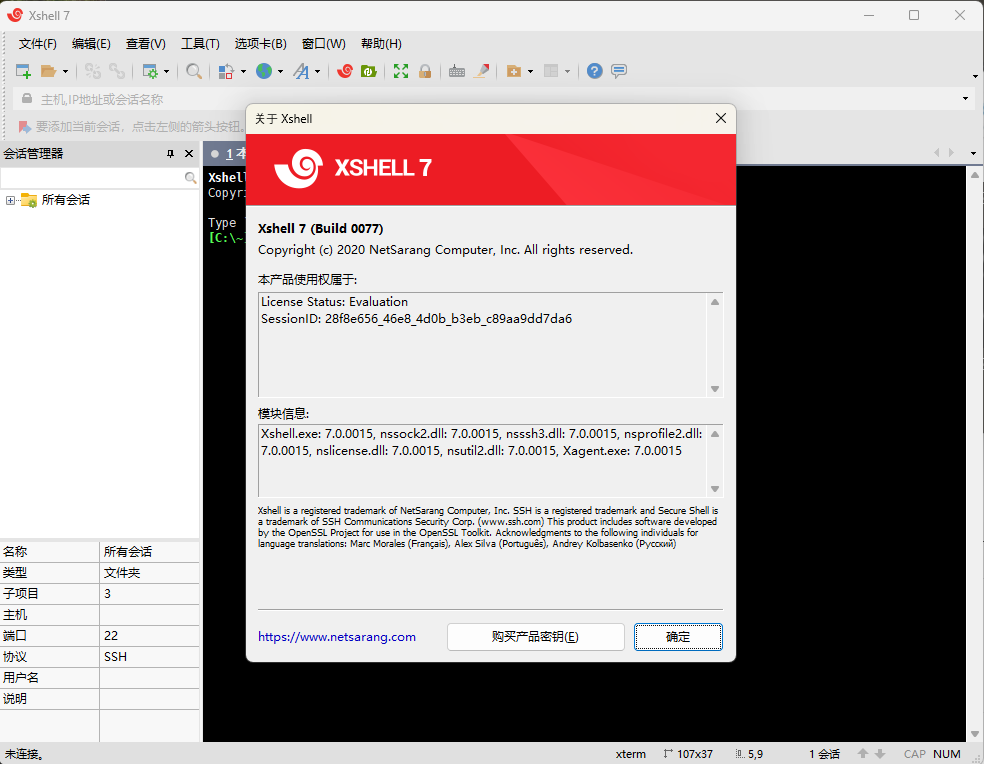 Xshell 7
文件(F) 编辑(E) 查看(V) 工具(T) 选项卡(B) 窗口(W) 帮助(H)
主机,IP地址或会话名称
要添加当前会话，点击左侧的箭头按钮。
会话管理器
1 本
所有会话
Xshell
Copyri
Type
[C:\~]
关于 Xshell
XSHELL 7
Xshell 7 (Build 0077)
Copyright (c) 2020 NetSarang Computer, Inc. All rights reserved.
本产品使用权属于:
License Status: Evaluation
SessionID: 28f8e656_46e8_4d0b_b3eb_c89aa9dd7da6
模块信息:
Xshell.exe: 7.0.0015, nssock2.dll: 7.0.0015, nsssh3.dll: 7.0.0015, nsprofile2.dll:
7.0.0015, nslicense.dll: 7.0.0015, nsutil2.dll: 7.0.0015, Xagent.exe: 7.0.0015
Xshell is a registered trademark of NetSarang Computer, Inc. SSH is a registered trademark and Secure Shell is
a trademark of SSH Communications Security Corp. (www.ssh.com) This product includes software developed
by the OpenSSL Project for use in the OpenSSL Toolkit. Acknowledgments to the following individuals for
language translations: Marc Morales (Français), Alex Silva (Português), Andrey Kolbasenko (Русский)
https://www.netsarang.com
购买产品密钥(E)
确定
名称 所有会话
类型 文件夹
子项目 3
主机
端口 22
协议 SSH
用户名
说明
未连接。
xterm 107x37 5,9 1 会话 CAP NUM